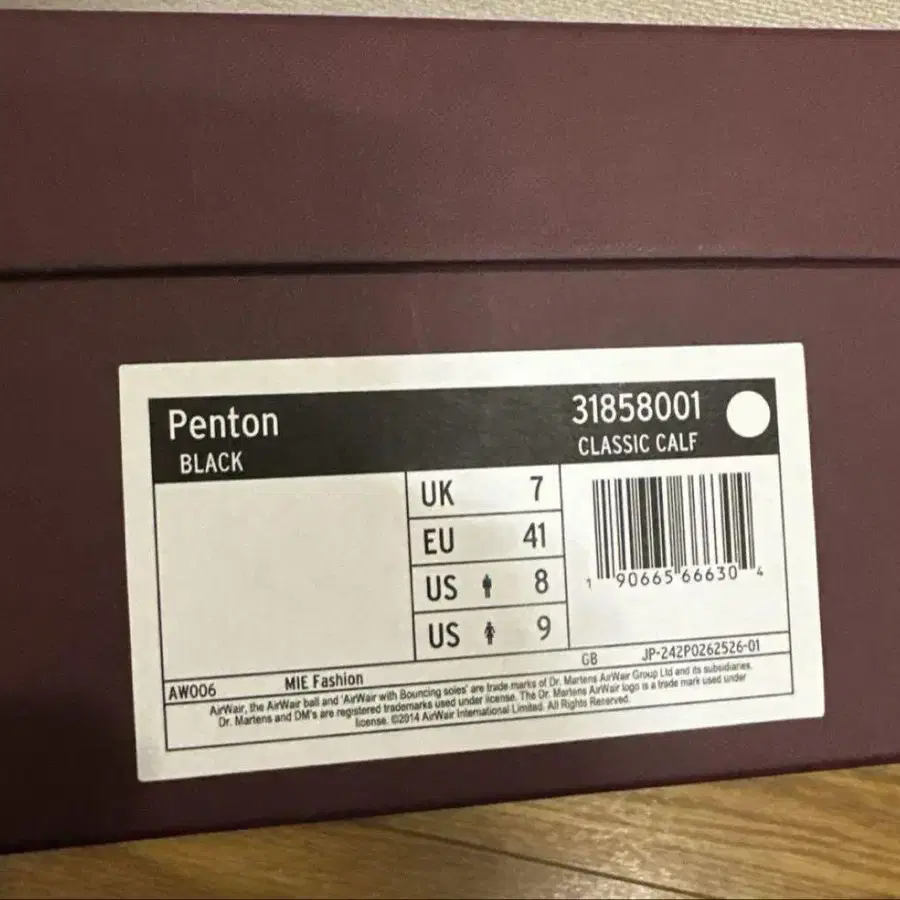 Penton
BLACK
31858001
CLASSIC CALF
UK 7
EU 41
US 8
US 9
1 90665 66630 4
AW006 MIE Fashion GB JP-242P0262526-01
AirWair, the AirWair ball and 'AirWair with Bouncing soles' are trade marks of Dr. Martens AirWair Group Ltd and its subsidiaries.
Dr. Martens and DM's are registered trademarks used under license. The Dr. Martens AirWair logo is a trade mark used under
license. ©2014 AirWair International Limited. All Rights Reserved.